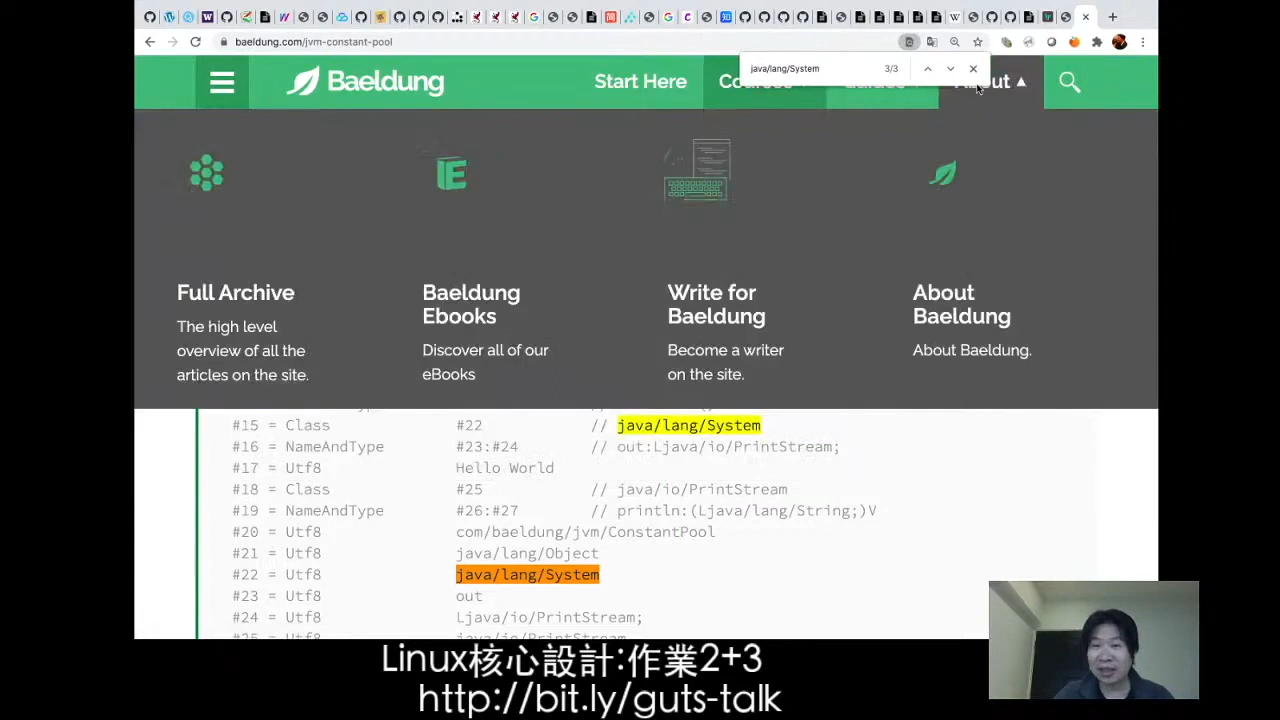 baeldung.com/jvm-constant-pool
java/lang/System 3/3
Baeldung
Start Here
#15 = Class #22 // java/lang/System
Full Archive
The high level
overview of all the
articles on the site.
Baeldung
Ebooks
Discover all of our
eBooks
Write for
Baeldung
Become a writer
on the site.
About
Baeldung
About Baeldung.
#16 = NameAndType #23:#24 // out:Ljava/io/PrintStream;
#17 = Utf8 Hello World
#18 = Class #25 // java/io/PrintStream
#19 = NameAndType #26:#27 // println:(Ljava/lang/String;)V
#20 = Utf8 com/baeldung/jvm/ConstantPool
#21 = Utf8 java/lang/Object
#22 = Utf8 java/lang/System
#23 = Utf8 out
#24 = Utf8 Ljava/io/PrintStream;
Linux核心設計:作業2+3
http://bit.ly/guts-talk